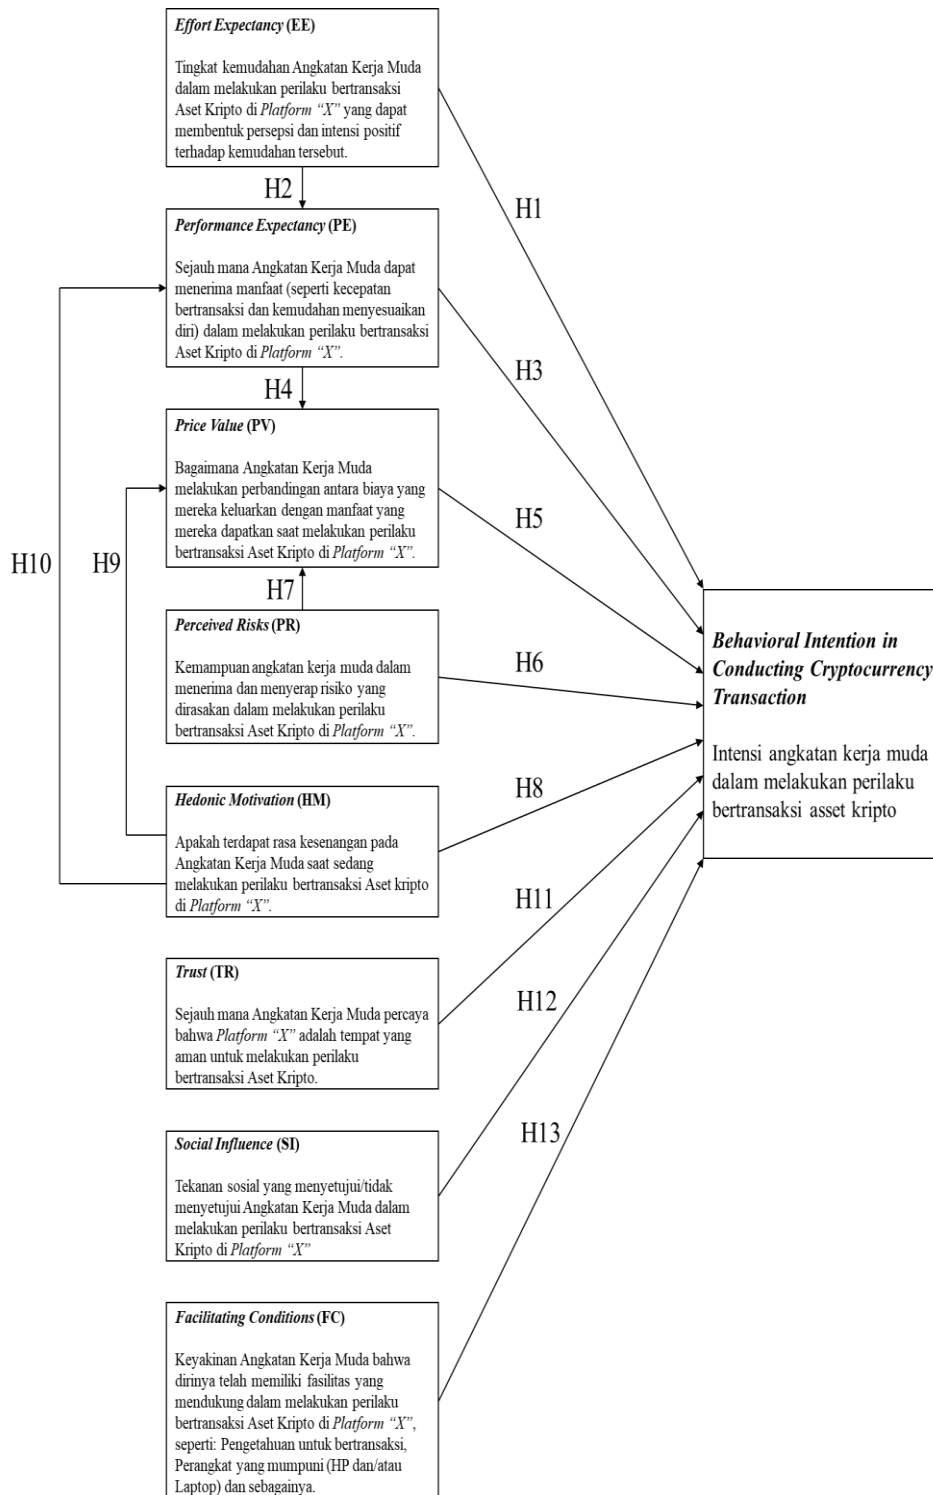 Effort Expectancy (EE)
Tingkat kemudahan Angkatan Kerja Muda
dalam melakukan perilaku bertransaksi
Aset Kripto di Platform “X” yang dapat
membentuk persepsi dan intensi positif
terhadap kemudahan tersebut.
H2
H1
Performance Expectancy (PE)
Sejauh mana Angkatan Kerja Muda dapat
menerima manfaat (seperti kecepatan
bertransaksi dan kemudahan menyesuaikan
diri) dalam melakukan perilaku bertransaksi
Aset Kripto di Platform “X”.
H4
H3
Price Value (PV)
Bagaimana Angkatan Kerja Muda
melakukan perbandingan antara biaya yang
mereka keluarkan dengan manfaat yang
mereka dapatkan saat melakukan perilaku
bertransaksi Aset Kripto di Platform “X”.
H5
H10
H9
H7
Perceived Risks (PR)
Kemampuan angkatan kerja muda dalam
menerima dan menyerap risiko yang
dirasakan dalam melakukan perilaku
bertransaksi Aset Kripto di Platform “X”.
H6
Behavioral Intention in
Conducting Cryptocurrency
Transaction
Intensi angkatan kerja muda
dalam melakukan perilaku
bertransaksi asset kripto
Hedonic Motivation (HM)
Apakah terdapat rasa kesenangan pada
Angkatan Kerja Muda saat sedang
melakukan perilaku bertransaksi Aset kripto
di Platform “X”.
H8
H11
Trust (TR)
Sejauh mana Angkatan Kerja Muda percaya
bahwa Platform “X” adalah tempat yang
aman untuk melakukan perilaku
bertransaksi Aset Kripto.
H12
Social Influence (SI)
Tekanan sosial yang menyetujui/tidak
menyetujui Angkatan Kerja Muda dalam
melakukan perilaku bertransaksi Aset
Kripto di Platform “X”
H13
Facilitating Conditions (FC)
Keyakinan Angkatan Kerja Muda bahwa
dirinya telah memiliki fasilitas yang
mendukung dalam melakukan perilaku
bertransaksi Aset Kripto di Platform “X”,
seperti: Pengetahuan untuk bertransaksi,
Perangkat yang mumpuni (HP dan/atau
Laptop) dan sebagainya.